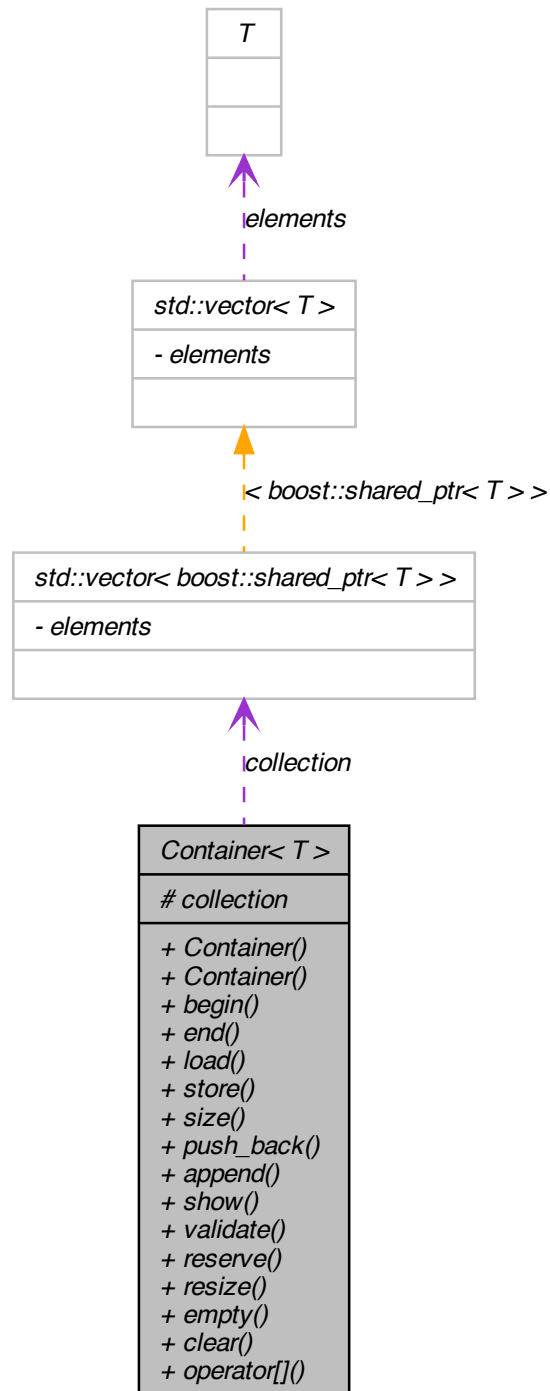 T
elements
std::vector< T >
- elements
< boost::shared_ptr< T > >
std::vector< boost::shared_ptr< T > >
- elements
collection
Container< T >
# collection
+ Container()
+ Container()
+ begin()
+ end()
+ load()
+ store()
+ size()
+ push_back()
+ append()
+ show()
+ validate()
+ reserve()
+ resize()
+ empty()
+ clear()
+ operator[]()